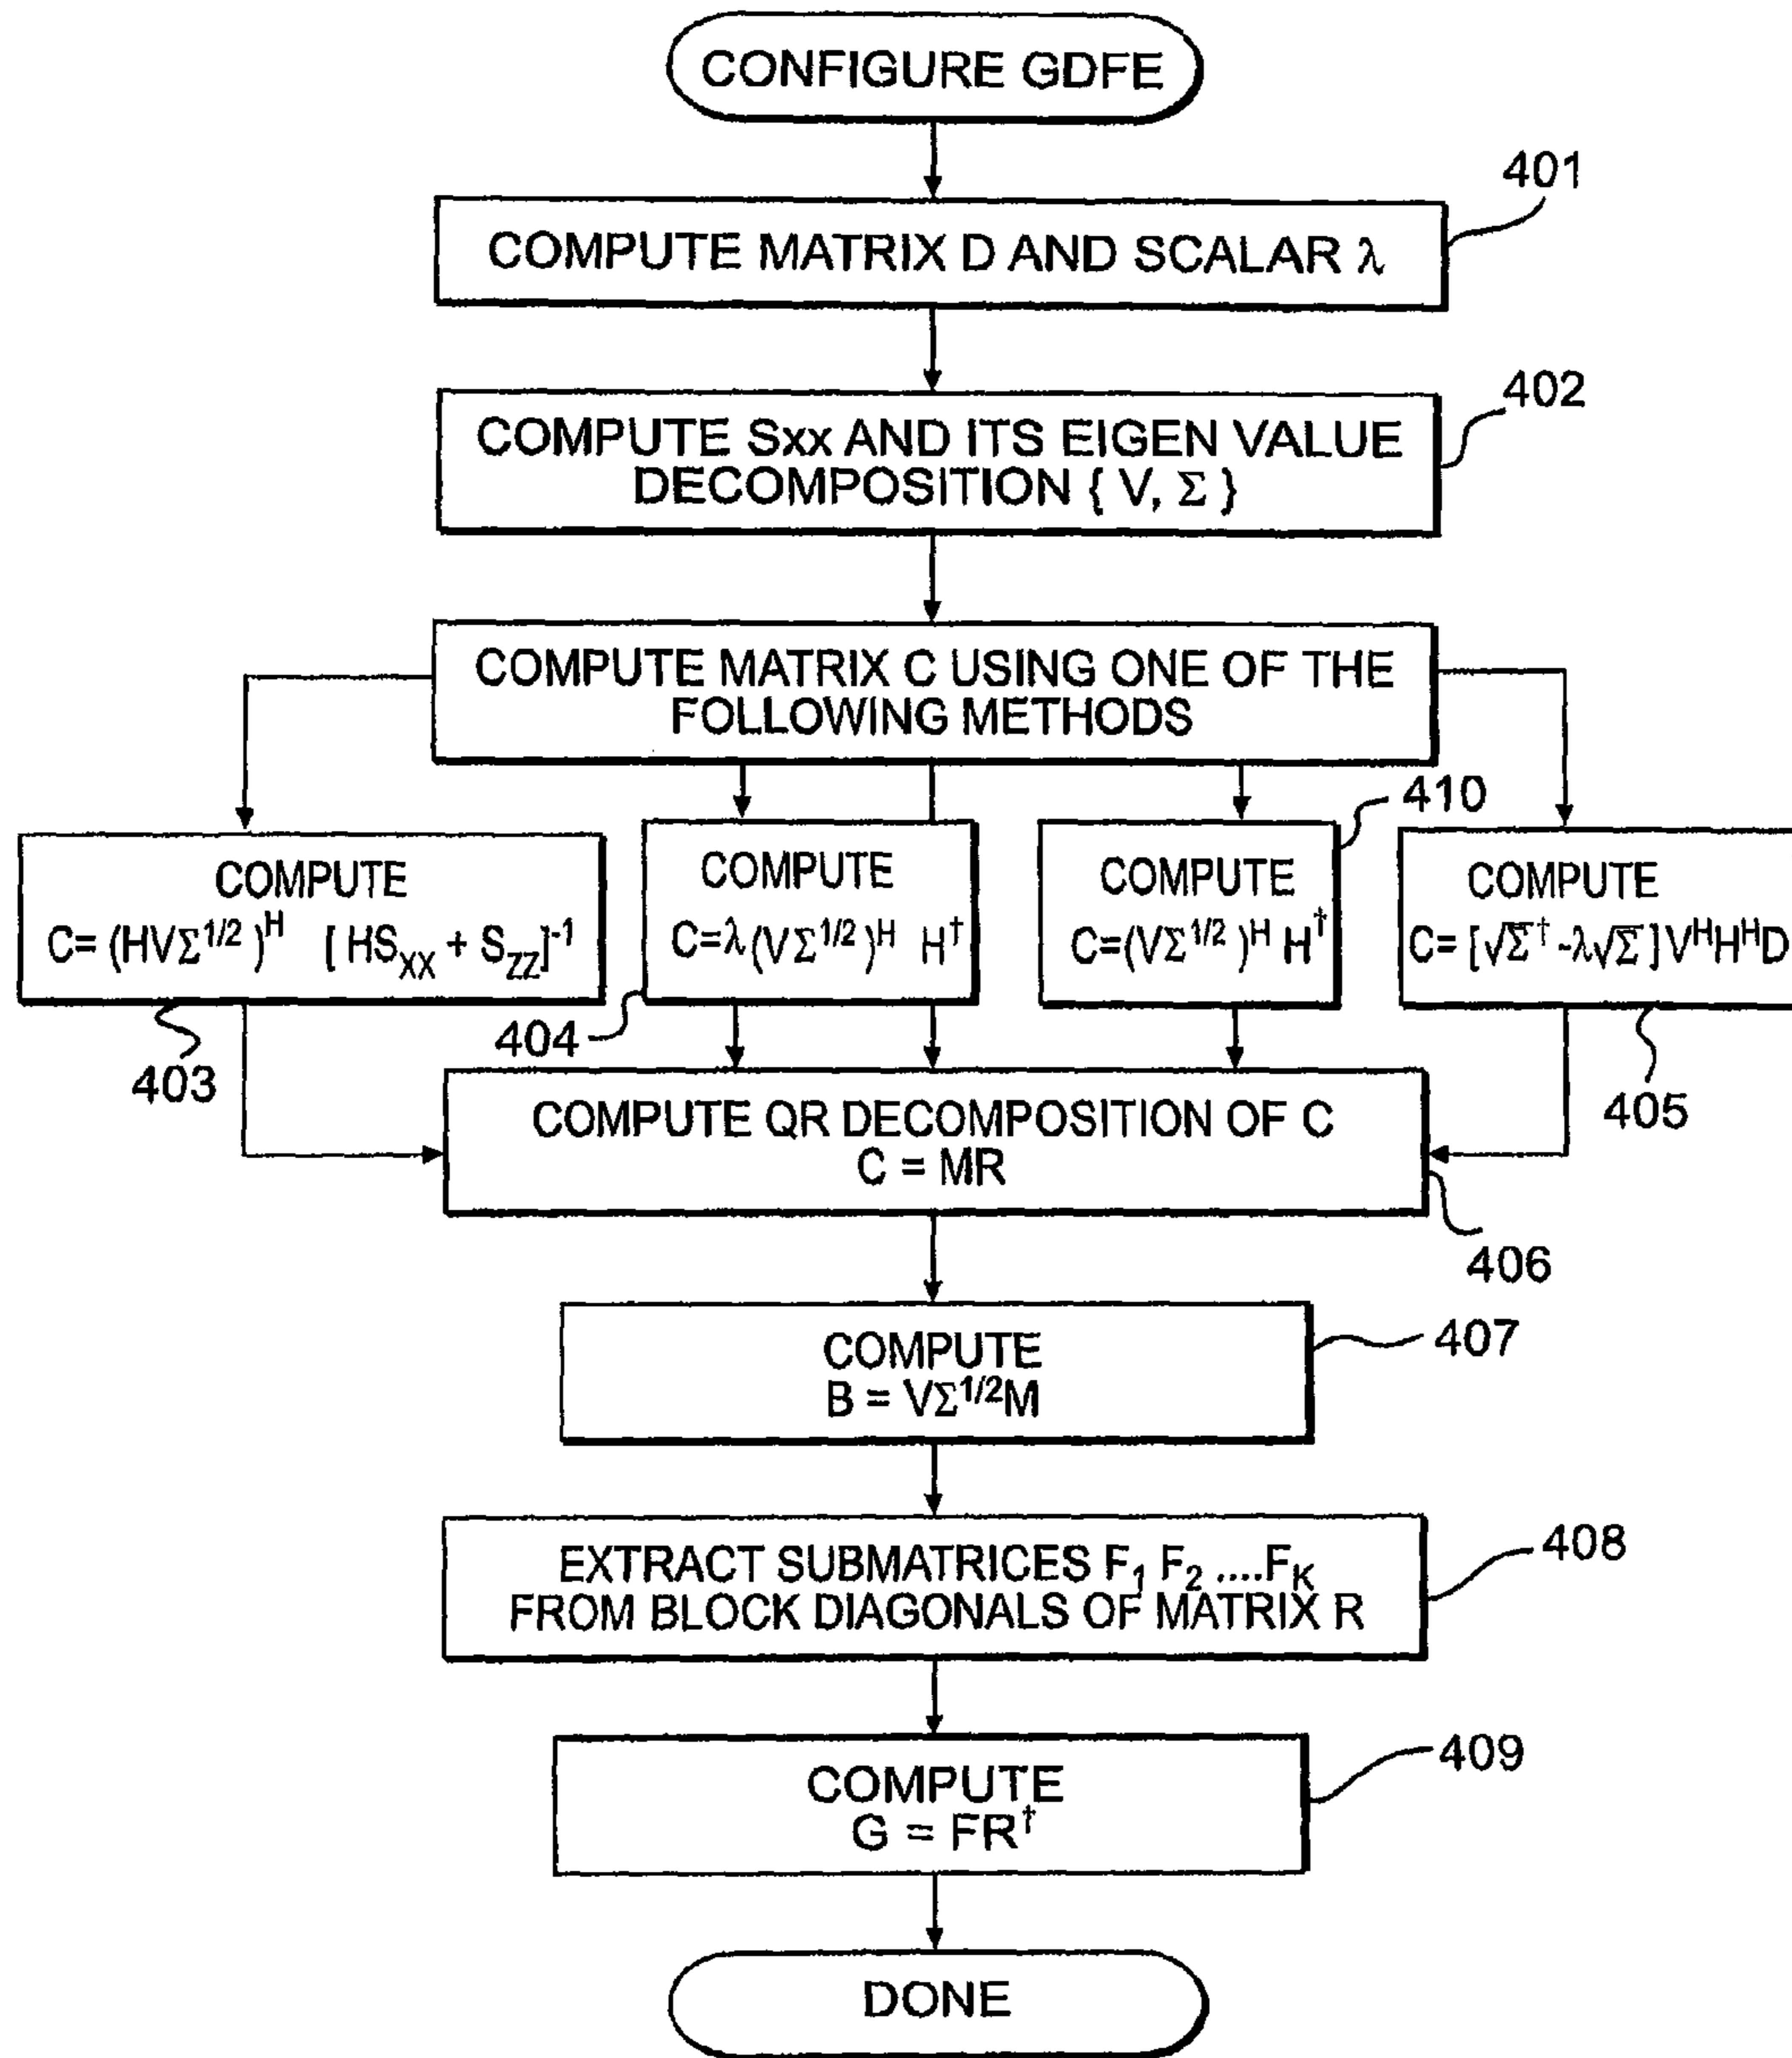 CONFIGURE GDFE
401
COMPUTE MATRIX D AND SCALAR λ
402
COMPUTE Sxx AND ITS EIGEN VALUE
DECOMPOSITION { V, Σ }
COMPUTE MATRIX C USING ONE OF THE
FOLLOWING METHODS
COMPUTE
C= (HVΣ^1/2)^H [HS_XX + S_ZZ]^-1
403
COMPUTE
C=λ(VΣ^1/2)^H H^†
404
410
COMPUTE
C=(VΣ^1/2)^H H^†
COMPUTE
C= [√Σ^† -λ√Σ] V^H H^H D
405
COMPUTE QR DECOMPOSITION OF C
C = MR
406
COMPUTE
B = VΣ^1/2M
407
EXTRACT SUBMATRICES F_1 F_2 ....F_K
FROM BLOCK DIAGONALS OF MATRIX R
408
COMPUTE
G = FR^†
409
DONE